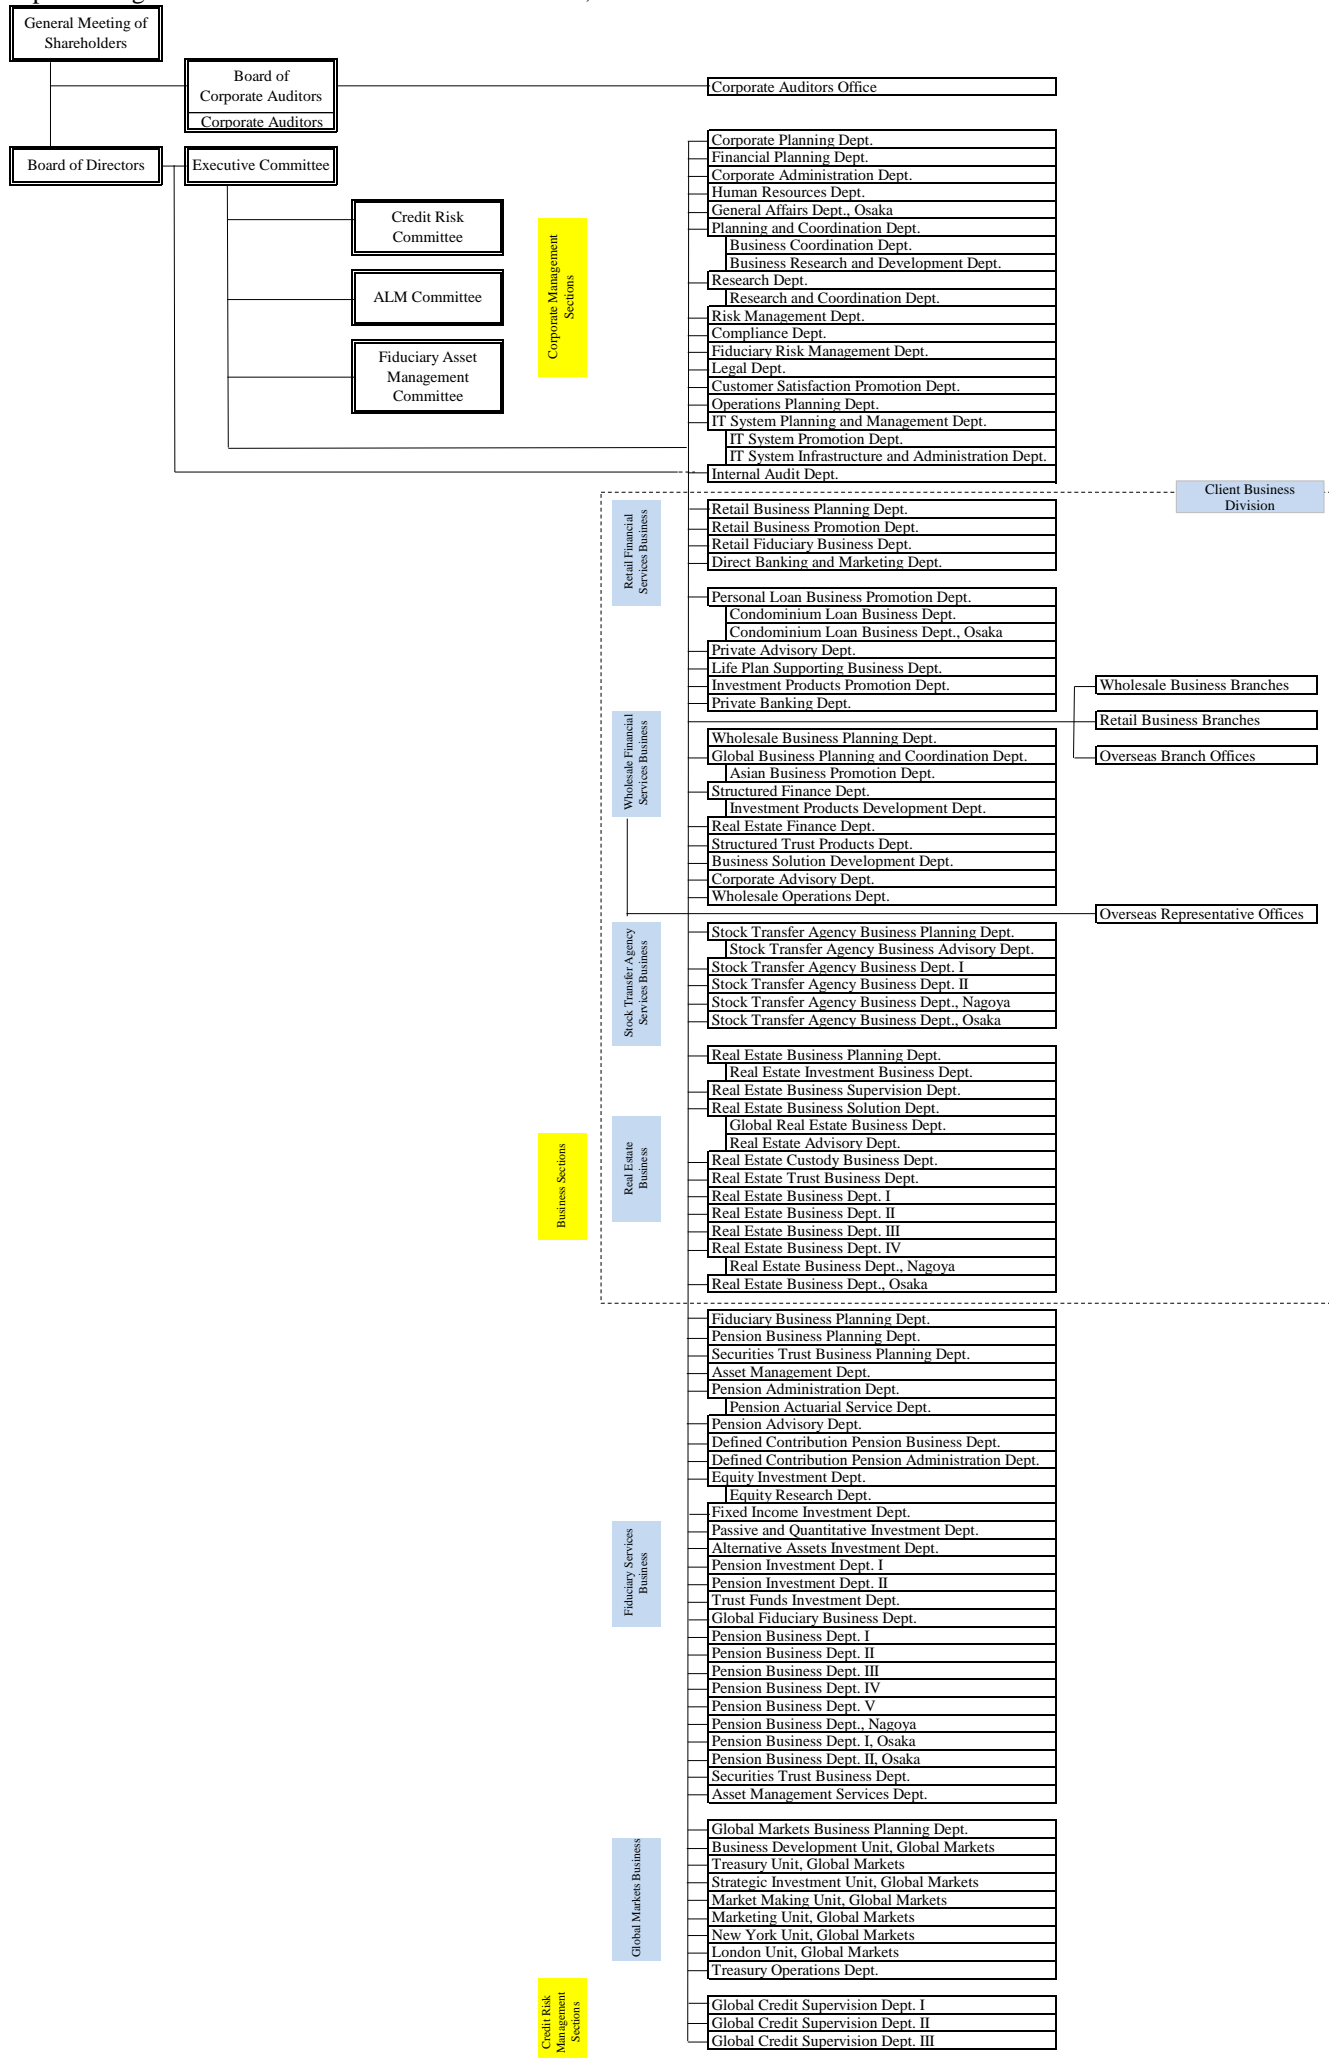 General Meeting of
Shareholders
Board of
Corporate Auditors
Corporate Auditors
Corporate Auditors Office
Board of Directors
Executive Committee
Credit Risk
Committee
ALM Committee
Fiduciary Asset
Management
Committee
Corporate Management
Sections
Corporate Planning Dept.
Financial Planning Dept.
Corporate Administration Dept.
Human Resources Dept.
General Affairs Dept., Osaka
Planning and Coordination Dept.
Business Coordination Dept.
Business Research and Development Dept.
Research Dept.
Research and Coordination Dept.
Risk Management Dept.
Compliance Dept.
Fiduciary Risk Management Dept.
Legal Dept.
Customer Satisfaction Promotion Dept.
Operations Planning Dept.
IT System Planning and Management Dept.
IT System Promotion Dept.
IT System Infrastructure and Administration Dept.
Internal Audit Dept.
Client Business
Division
Retail Financial
Services Business
Retail Business Planning Dept.
Retail Business Promotion Dept.
Retail Fiduciary Business Dept.
Direct Banking and Marketing Dept.
Personal Loan Business Promotion Dept.
Condominium Loan Business Dept.
Condominium Loan Business Dept., Osaka
Private Advisory Dept.
Life Plan Supporting Business Dept.
Investment Products Promotion Dept.
Private Banking Dept.
Wholesale Business Branches
Retail Business Branches
Overseas Branch Offices
Wholesale Financial
Services Business
Wholesale Business Planning Dept.
Global Business Planning and Coordination Dept.
Asian Business Promotion Dept.
Structured Finance Dept.
Investment Products Development Dept.
Real Estate Finance Dept.
Structured Trust Products Dept.
Business Solution Development Dept.
Corporate Advisory Dept.
Wholesale Operations Dept.
Overseas Representative Offices
Stock Transfer Agency
Services Business
Stock Transfer Agency Business Planning Dept.
Stock Transfer Agency Business Advisory Dept.
Stock Transfer Agency Business Dept. I
Stock Transfer Agency Business Dept. II
Stock Transfer Agency Business Dept., Nagoya
Stock Transfer Agency Business Dept., Osaka
Business Sections
Real Estate
Business
Real Estate Business Planning Dept.
Real Estate Investment Business Dept.
Real Estate Business Supervision Dept.
Real Estate Business Solution Dept.
Global Real Estate Business Dept.
Real Estate Advisory Dept.
Real Estate Custody Business Dept.
Real Estate Trust Business Dept.
Real Estate Business Dept. I
Real Estate Business Dept. II
Real Estate Business Dept. III
Real Estate Business Dept. IV
Real Estate Business Dept., Nagoya
Real Estate Business Dept., Osaka
Fiduciary Services
Business
Fiduciary Business Planning Dept.
Pension Business Planning Dept.
Securities Trust Business Planning Dept.
Asset Management Dept.
Pension Administration Dept.
Pension Actuarial Service Dept.
Pension Advisory Dept.
Defined Contribution Pension Business Dept.
Defined Contribution Pension Administration Dept.
Equity Investment Dept.
Equity Research Dept.
Fixed Income Investment Dept.
Passive and Quantitative Investment Dept.
Alternative Assets Investment Dept.
Pension Investment Dept. I
Pension Investment Dept. II
Trust Funds Investment Dept.
Global Fiduciary Business Dept.
Pension Business Dept. I
Pension Business Dept. II
Pension Business Dept. III
Pension Business Dept. IV
Pension Business Dept. V
Pension Business Dept., Nagoya
Pension Business Dept. I, Osaka
Pension Business Dept. II, Osaka
Securities Trust Business Dept.
Asset Management Services Dept.
Global Markets Business
Global Markets Business Planning Dept.
Business Development Unit, Global Markets
Treasury Unit, Global Markets
Strategic Investment Unit, Global Markets
Market Making Unit, Global Markets
Marketing Unit, Global Markets
New York Unit, Global Markets
London Unit, Global Markets
Treasury Operations Dept.
Credit Risk
Management
Sections
Global Credit Supervision Dept. I
Global Credit Supervision Dept. II
Global Credit Supervision Dept. III